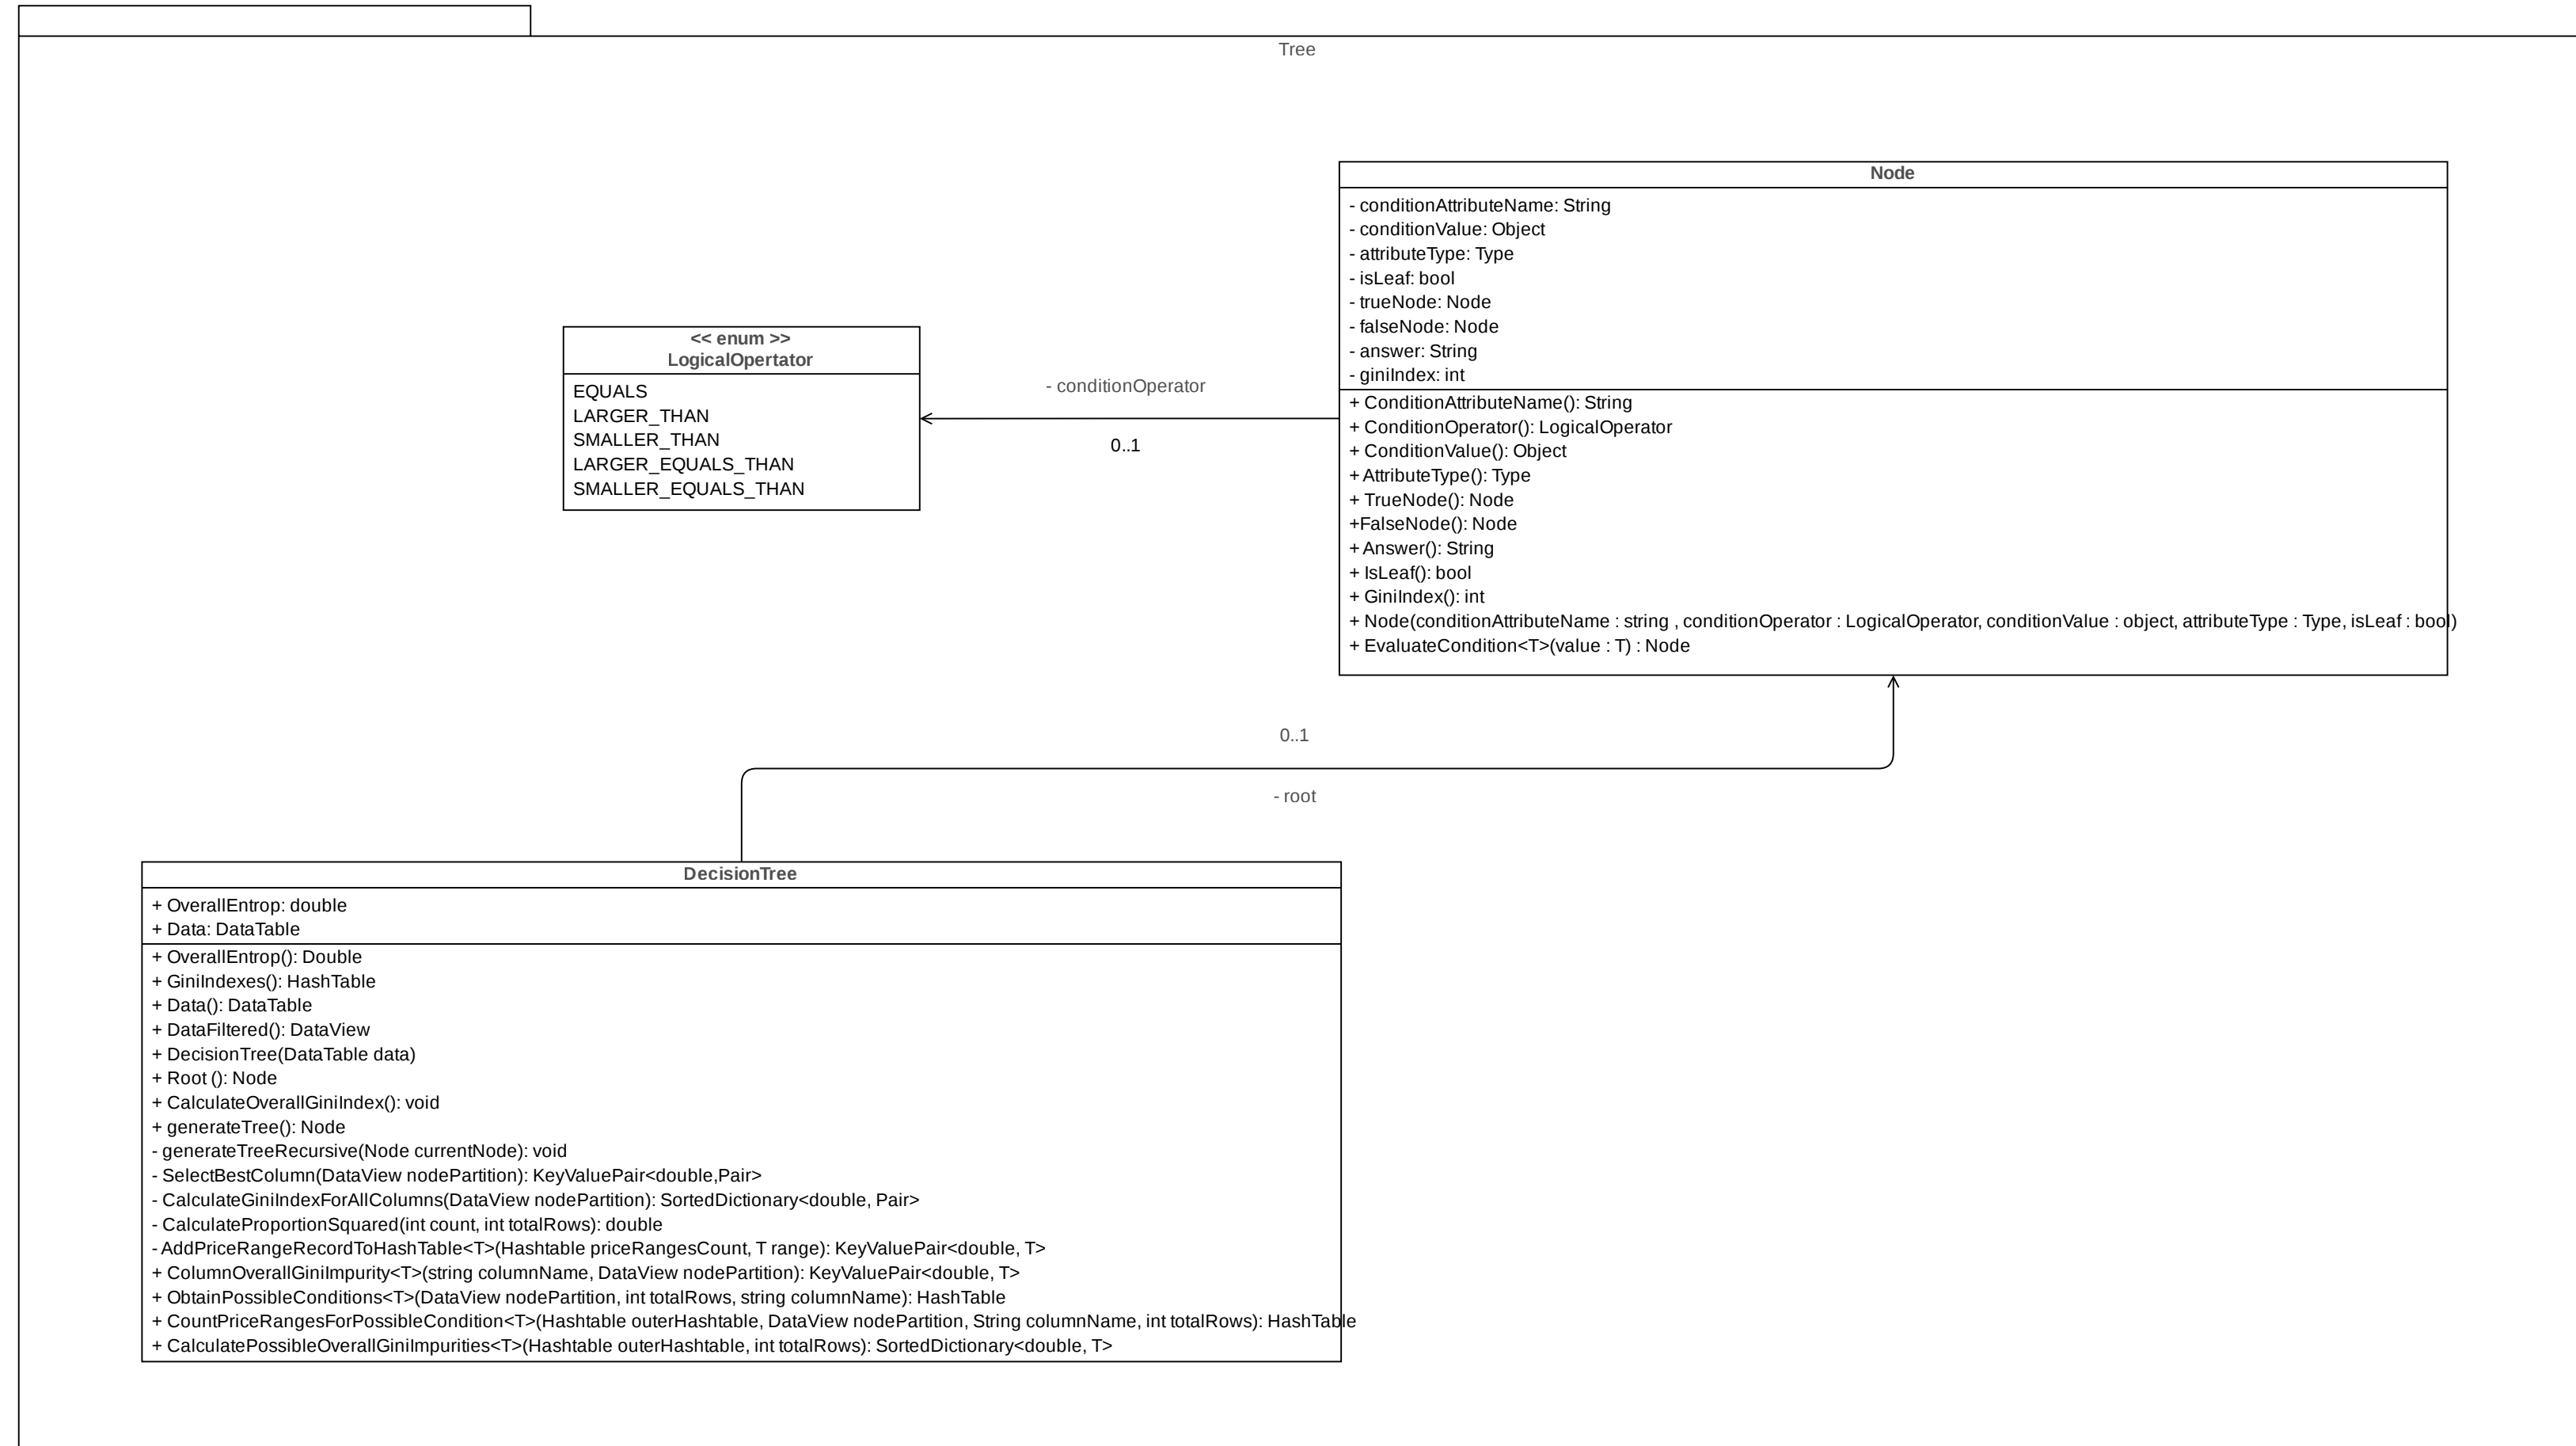 Tree
Node
- conditionAttributeName: String
- conditionValue: Object
- attributeType: Type
- isLeaf: bool
- trueNode: Node
- falseNode: Node
- answer: String
- giniIndex: int
+ ConditionAttributeName(): String
+ ConditionOperator(): LogicalOperator
+ ConditionValue(): Object
+ AttributeType(): Type
+ TrueNode(): Node
+FalseNode(): Node
+ Answer(): String
+ IsLeaf(): bool
+ GiniIndex(): int
+ Node(conditionAttributeName : string , conditionOperator : LogicalOperator, conditionValue : object, attributeType : Type, isLeaf : bool)
+ EvaluateCondition<T>(value : T) : Node
<< enum >>
LogicalOpertator
EQUALS
LARGER_THAN
SMALLER_THAN
LARGER_EQUALS_THAN
SMALLER_EQUALS_THAN
- conditionOperator
0..1
0..1
- root
DecisionTree
+ OverallEntrop: double
+ Data: DataTable
+ OverallEntrop(): Double
+ GiniIndexes(): HashTable
+ Data(): DataTable
+ DataFiltered(): DataView
+ DecisionTree(DataTable data)
+ Root (): Node
+ CalculateOverallGiniIndex(): void
+ generateTree(): Node
- generateTreeRecursive(Node currentNode): void
- SelectBestColumn(DataView nodePartition): KeyValuePair<double,Pair>
- CalculateGiniIndexForAllColumns(DataView nodePartition): SortedDictionary<double, Pair>
- CalculateProportionSquared(int count, int totalRows): double
- AddPriceRangeRecordToHashTable<T>(Hashtable priceRangesCount, T range): KeyValuePair<double, T>
+ ColumnOverallGiniImpurity<T>(string columnName, DataView nodePartition): KeyValuePair<double, T>
+ ObtainPossibleConditions<T>(DataView nodePartition, int totalRows, string columnName): HashTable
+ CountPriceRangesForPossibleCondition<T>(Hashtable outerHashtable, DataView nodePartition, String columnName, int totalRows): HashTable
+ CalculatePossibleOverallGiniImpurities<T>(Hashtable outerHashtable, int totalRows): SortedDictionary<double, T>